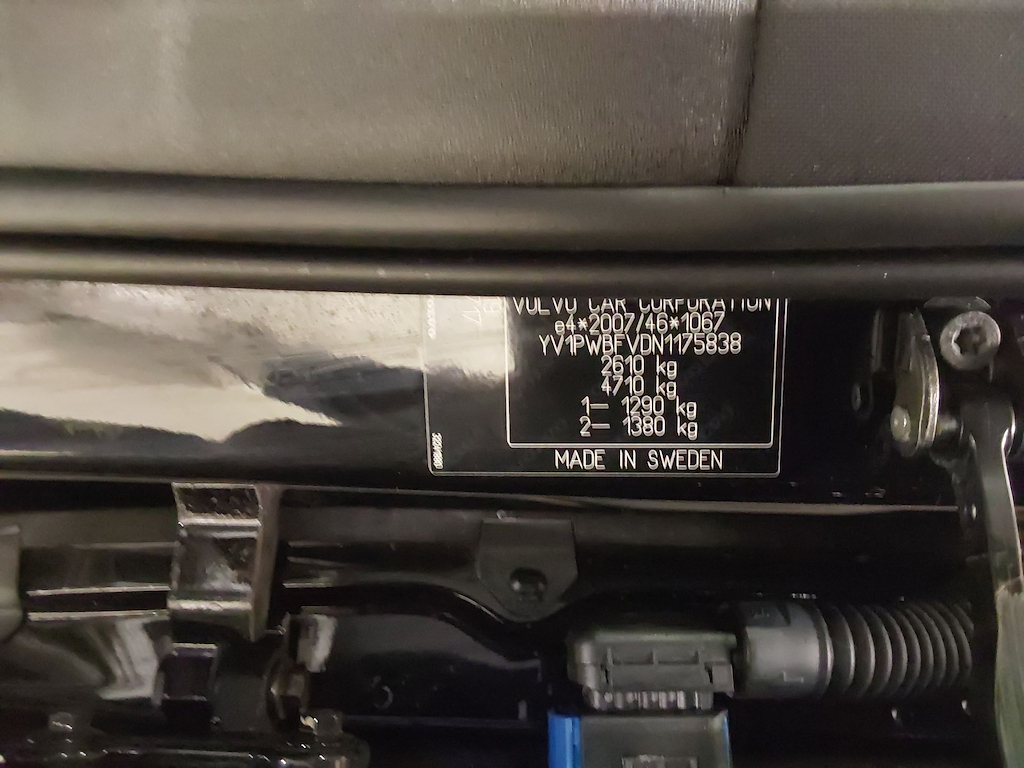 VOLVO CAR CORPORATION
e4*2007/46*1067
YV1PWBFVDN1175838
2610 kg
4710 kg
1– 1290 kg
2– 1380 kg
MADE IN SWEDEN